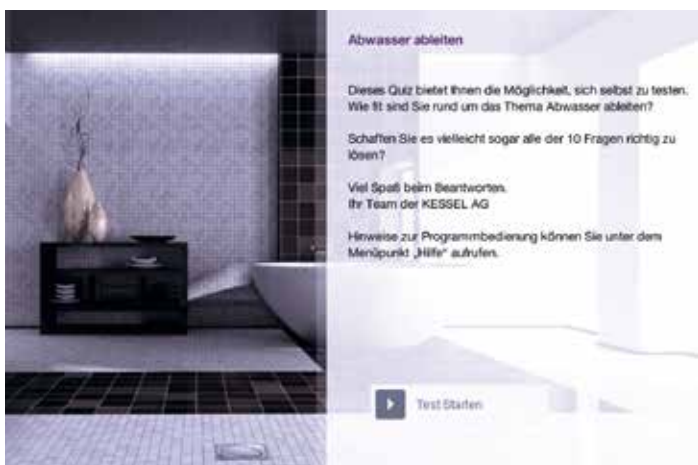 Abwasser ableiten
Dieses Quiz bietet Ihnen die Möglichkeit, sich selbst zu testen.
Wie fit sind Sie rund um das Thema Abwasser ableiten?
Schaffen Sie es vielleicht sogar alle der 10 Fragen richtig zu
lösen?
Viel Spaß beim Beantworten.
Ihr Team der KESSEL AG
Hinweise zur Programmbedienung können Sie unter dem
Menüpunkt „Hilfe“ aufrufen.
Test Starten